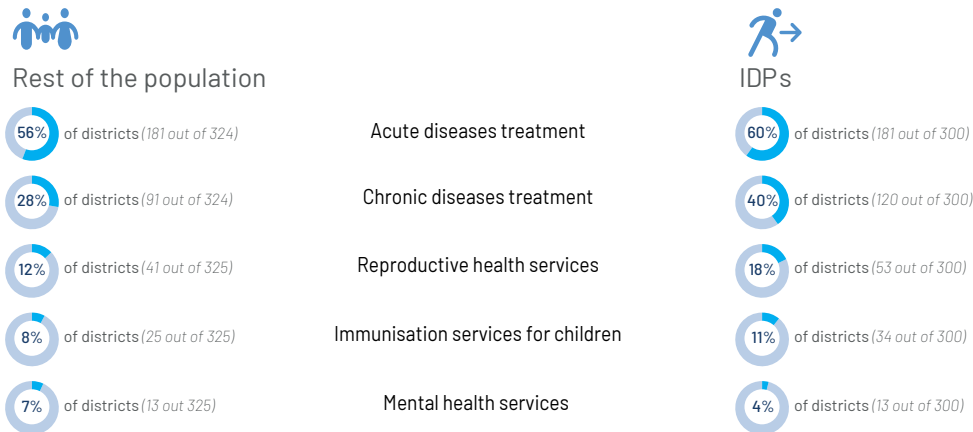 Rest of the population
IDPs
56% of districts (181 out of 324)
Acute diseases treatment
60% of districts (181 out of 300)
28% of districts (91 out of 324)
Chronic diseases treatment
40% of districts (120 out of 300)
12% of districts (41 out of 325)
Reproductive health services
18% of districts (53 out of 300)
8% of districts (25 out of 325)
Immunisation services for children
11% of districts (34 out of 300)
7% of districts (13 out 325)
Mental health services
4% of districts (13 out of 300)